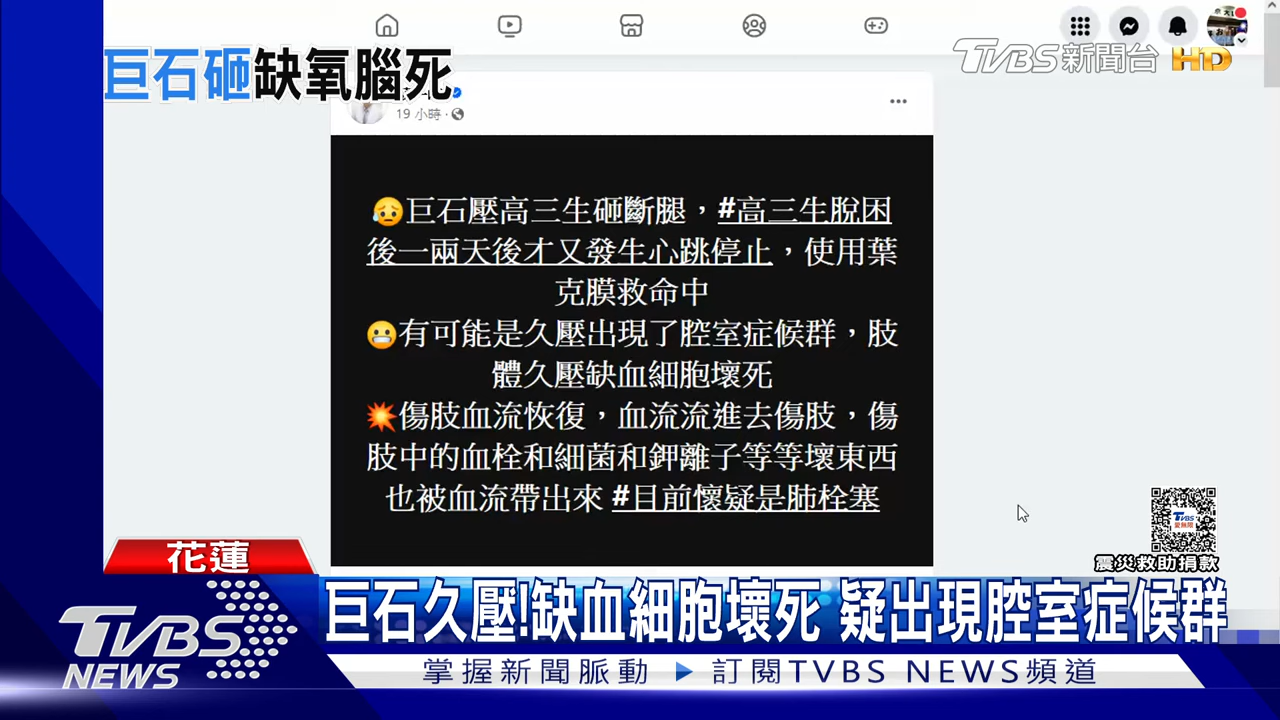 巨石砸缺氧腦死
TVBS新聞台 HD
19 小時
😥巨石壓高三生砸斷腿，#高三生脫困
後一兩天後才又發生心跳停止，使用葉
克膜救命中
😬有可能是久壓出現了腔室症候群，肢
體久壓缺血細胞壞死
💥傷肢血流恢復，血流流進去傷肢，傷
肢中的血栓和細菌和鉀離子等等壞東西
也被血流帶出來 #目前懷疑是肺栓塞
TVBS
愛無限
震災救助捐款
花蓮
巨石久壓!缺血細胞壞死 疑出現腔室症候群
TVBS
NEWS
掌握新聞脈動 ▶ 訂閱TVBS NEWS頻道